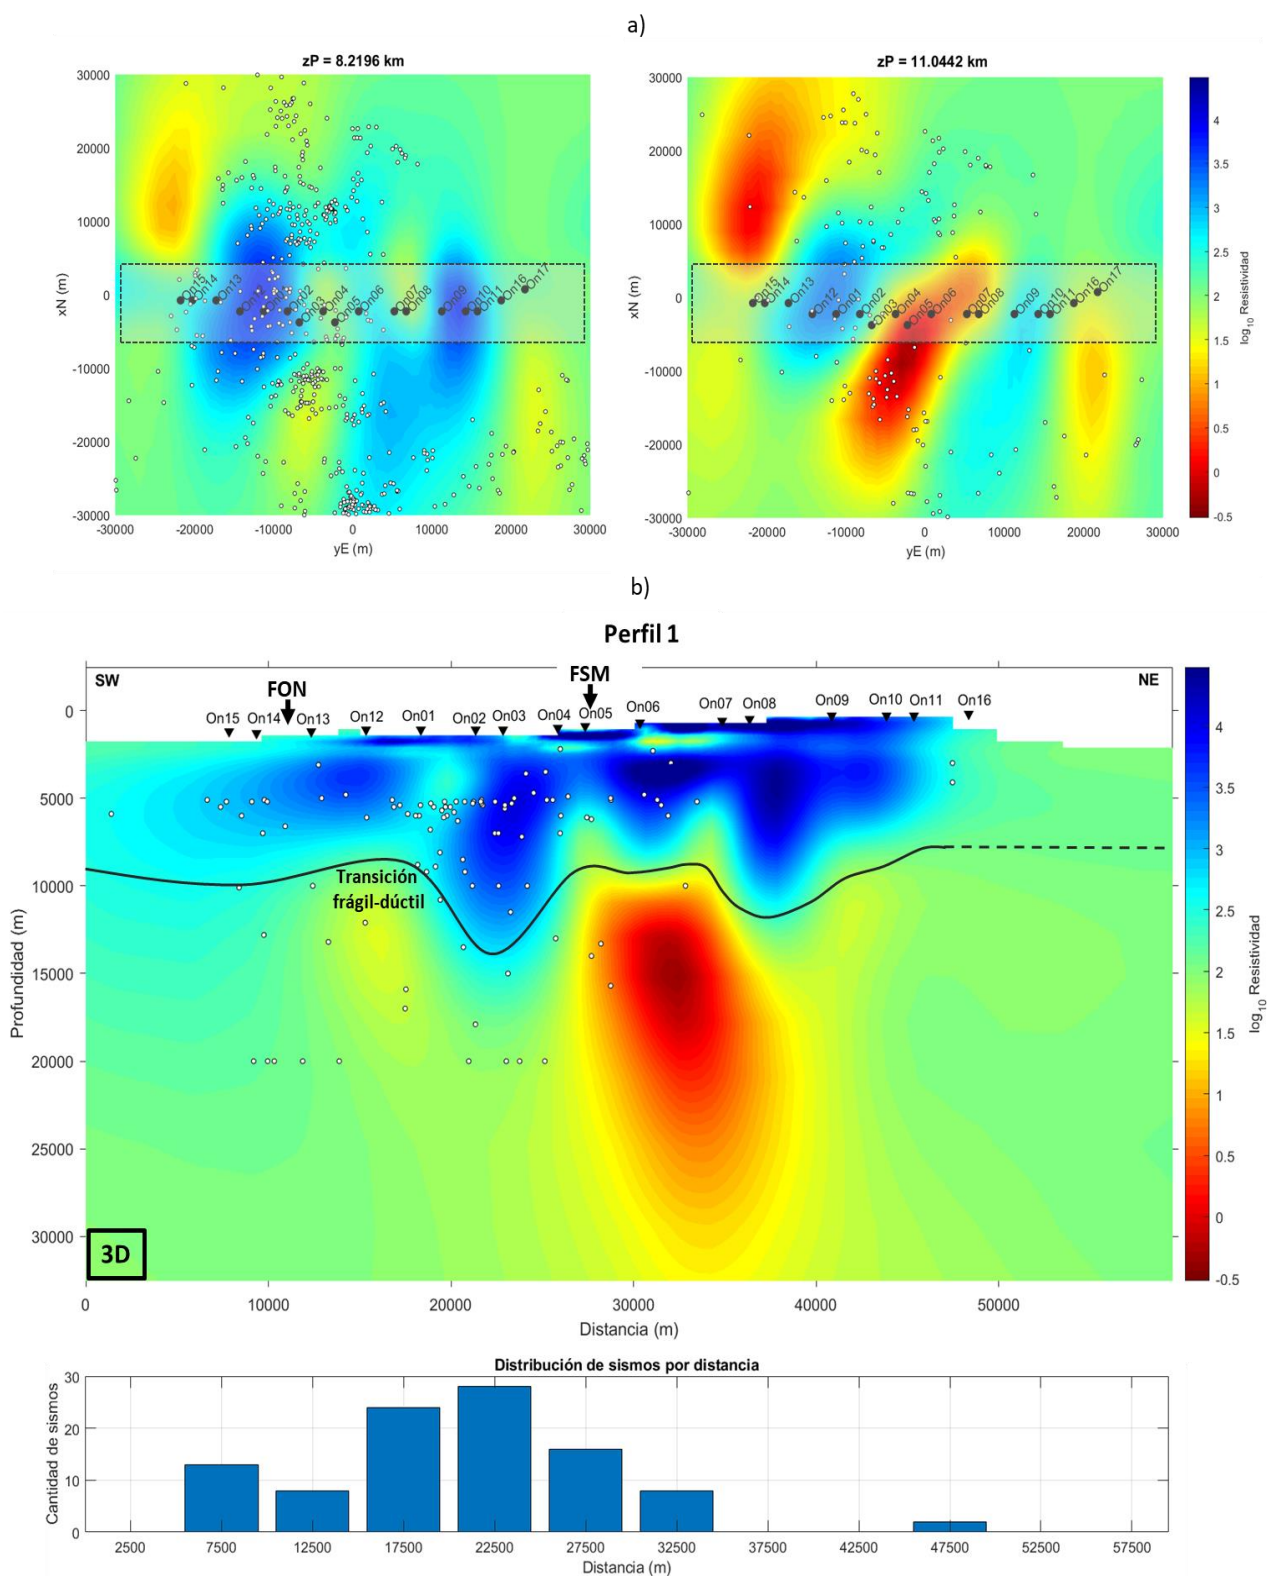 a)
zP = 8.2196 km
30000
20000
10000
0
-10000
-20000
-30000
xN (m)
-30000 -20000 -10000 0 10000 20000 30000
yE (m)
On15 On14 On13 On12 On01 On02 On03 On04 On05 On06 On07 On08 On09 On10 On11 On16 On17
zP = 11.0442 km
30000
20000
10000
0
-10000
-20000
-30000
xN (m)
-30000 -20000 -10000 0 10000 20000 30000
yE (m)
On15 On14 On13 On12 On01 On02 On03 On04 On05 On06 On07 On08 On09 On10 On11 On16 On17
4
3.5
3
2.5
2
1.5
1
0.5
0
-0.5
log10 Resistividad
b)
Perfil 1
SW
FON
FSM
NE
On15 On14 On13 On12 On01 On02 On03 On04 On05 On06 On07 On08 On09 On10 On11 On16
0
5000
10000
15000
20000
25000
30000
Profundidad (m)
Transición
frágil-dúctil
3D
0 10000 20000 30000 40000 50000
Distancia (m)
4
3.5
3
2.5
2
1.5
1
0.5
0
-0.5
log10 Resistividad
Distribución de sismos por distancia
30
20
10
0
Cantidad de sismos
2500 7500 12500 17500 22500 27500 32500 37500 42500 47500 52500 57500
Distancia (m)